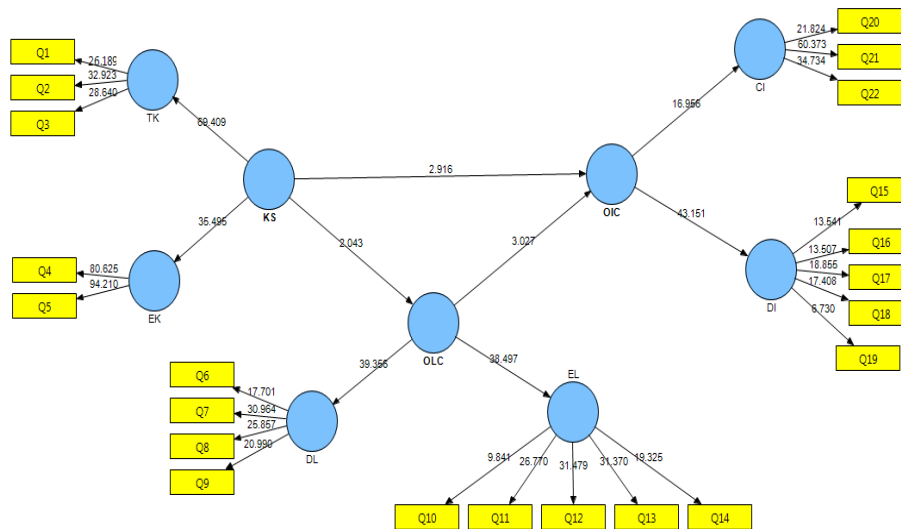 Q1
26.189
Q2
32.923
28.640
Q3
TK
69.409
KS
35.495
Q4
80.625
94.210
Q5
EK
2.916
2.043
3.027
OLC
OIC
16.956
43.151
CI
21.824
Q20
60.373
Q21
34.734
Q22
DI
13.541
Q15
13.507
Q16
18.855
Q17
17.408
Q18
6.730
Q19
39.356
38.497
Q6
17.701
Q7
30.964
Q8
25.857
20.990
Q9
DL
EL
9.841
26.770
31.479
31.370
19.325
Q10
Q11
Q12
Q13
Q14